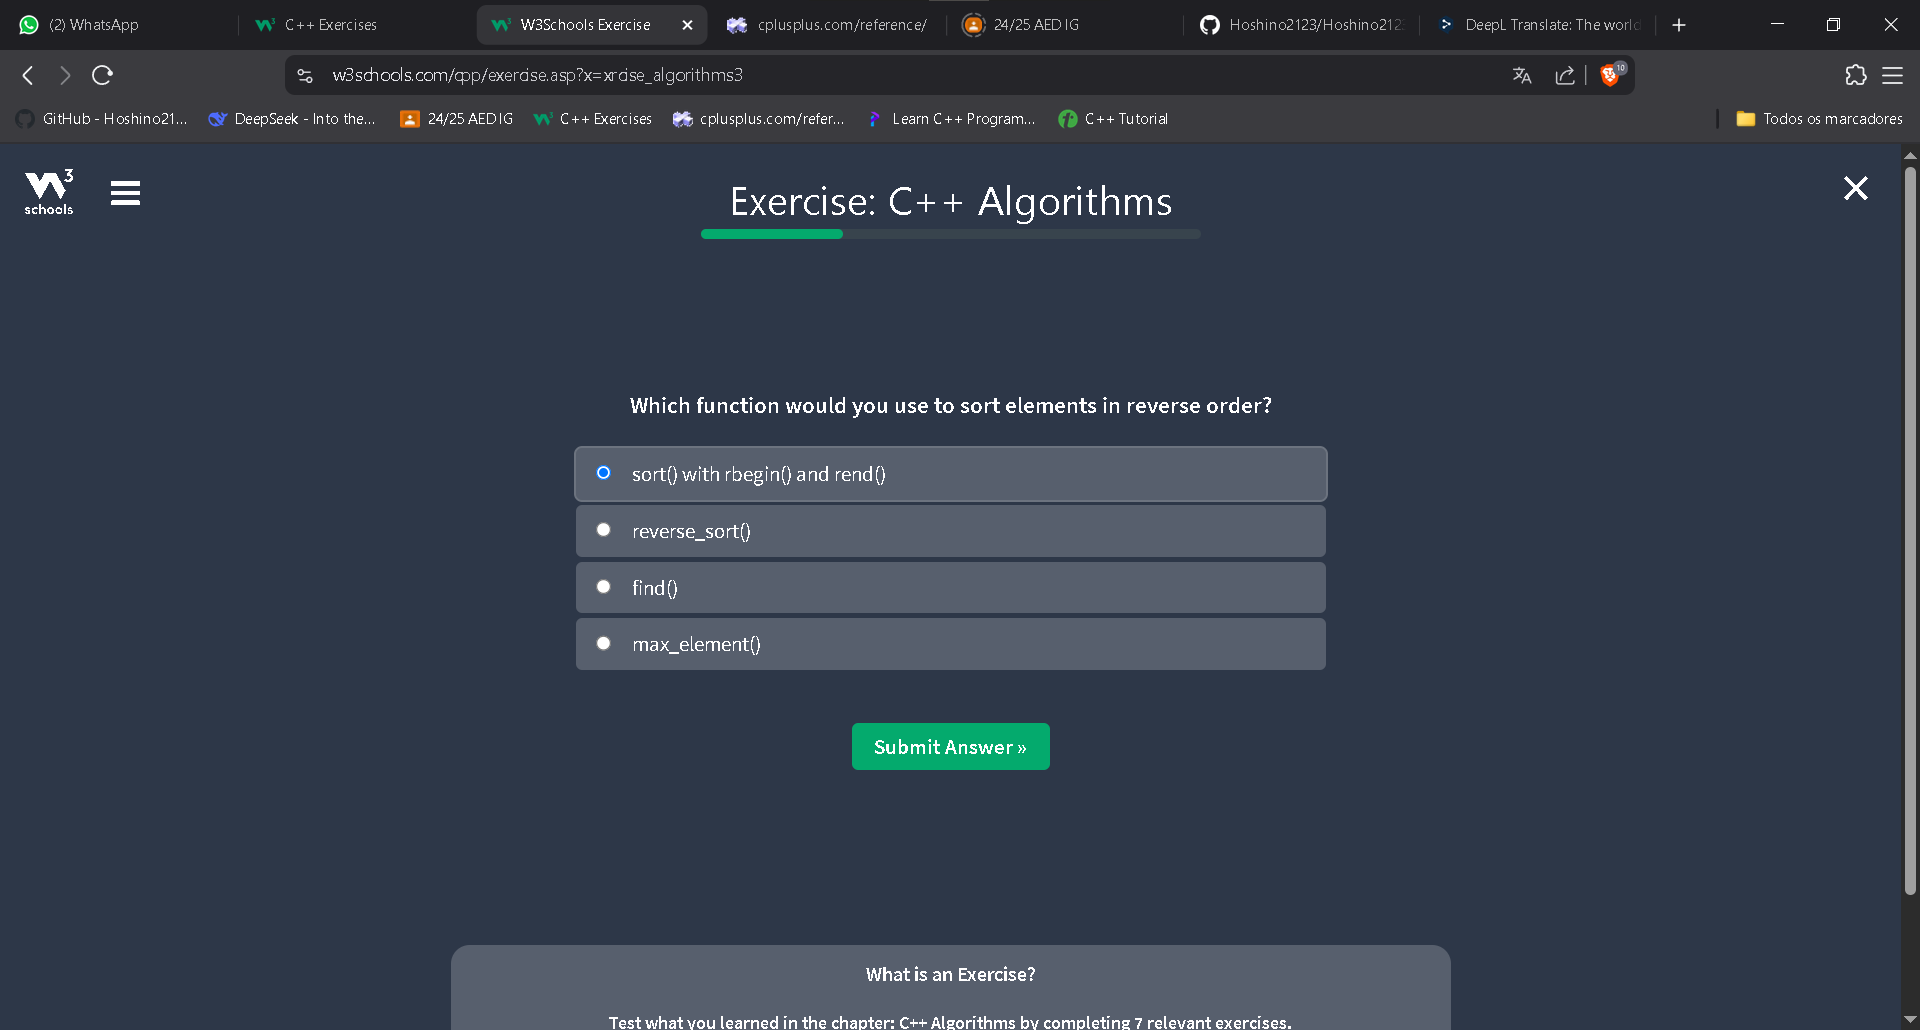 (2) WhatsApp
C++ Exercises
W3Schools Exercise
cplusplus.com/reference/
24/25 AED IG
Hoshino2123/Hoshino212
DeepL Translate: The world
w3schools.com/cpp/exercise.asp?x=xrcise_algorithms3
10
GitHub - Hoshino21...
DeepSeek - Into the...
24/25 AED IG
C++ Exercises
cplusplus.com/refer...
Learn C++ Program...
C++ Tutorial
Todos os marcadores
W3
schools
Exercise: C++ Algorithms
Which function would you use to sort elements in reverse order?
sort() with rbegin() and rend()
reverse_sort()
find()
max_element()
Submit Answer »
What is an Exercise?
Test what you learned in the chapter: C++ Algorithms by completing 7 relevant exercises.